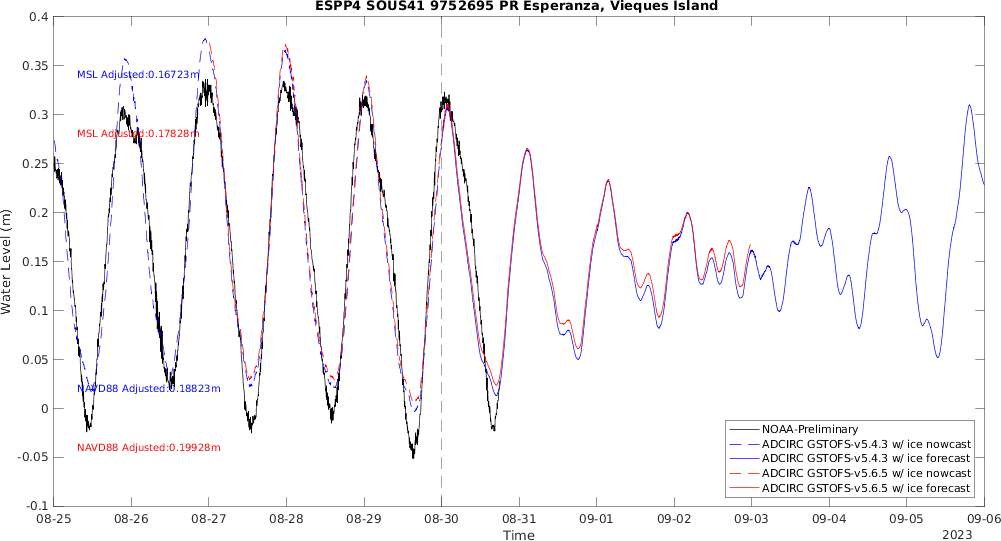 ESPP4 SOUS41 9752695 PR Esperanza, Vieques Island
0.4
0.35
0.3
0.25
0.2
0.15
0.1
0.05
0
-0.05
-0.1
Water Level (m)
MSL Adjusted:0.16723m
MSL Adjusted:0.17828m
NAVD88 Adjusted:0.18823m
NAVD88 Adjusted:0.19928m
NOAA-Preliminary
ADCIRC GSTOFS-v5.4.3 w/ ice nowcast
ADCIRC GSTOFS-v5.4.3 w/ ice forecast
ADCIRC GSTOFS-v5.6.5 w/ ice nowcast
ADCIRC GSTOFS-v5.6.5 w/ ice forecast
08-25 08-26 08-27 08-28 08-29 08-30 08-31 09-01 09-02 09-03 09-04 09-05 09-06
Time
2023